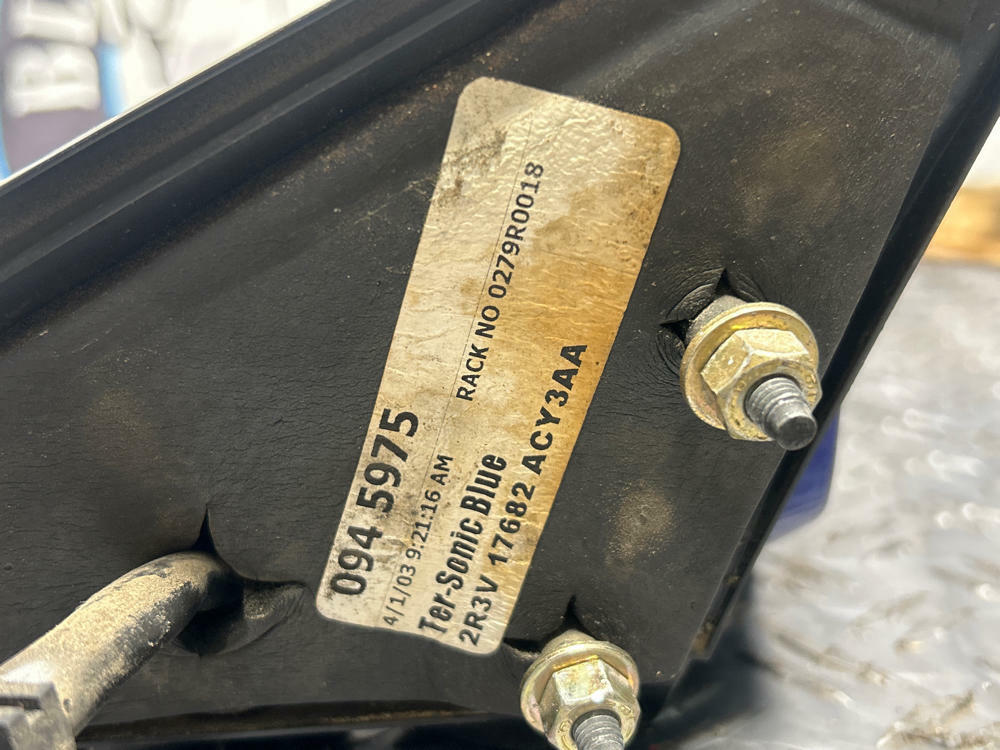 094 5975
4/1/03 9:21:16 AM
RACK NO 0279R0018
Ter-Sonic Blue
2R3V 17682 ACY3AA